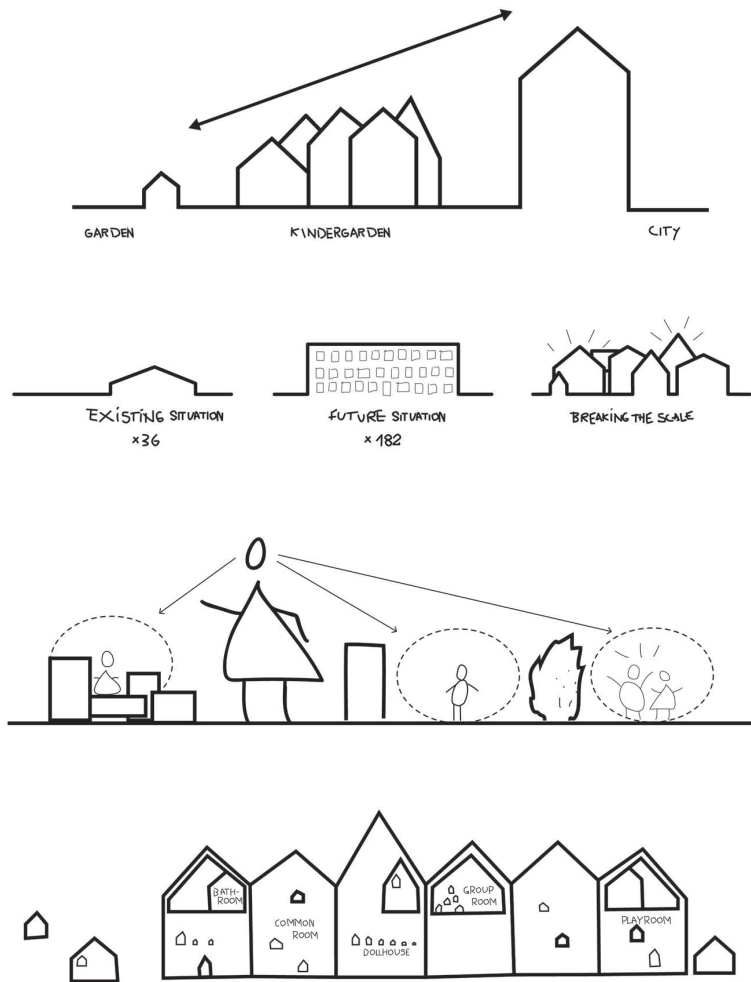 GARDEN
KINDERGARDEN
CITY
EXISTING SITUATION
×36
FUTURE SITUATION
× 182
BREAKING THE SCALE
BATH-
ROOM
COMMON
ROOM
DOLLHOUSE
GROUP
ROOM
PLAYROOM